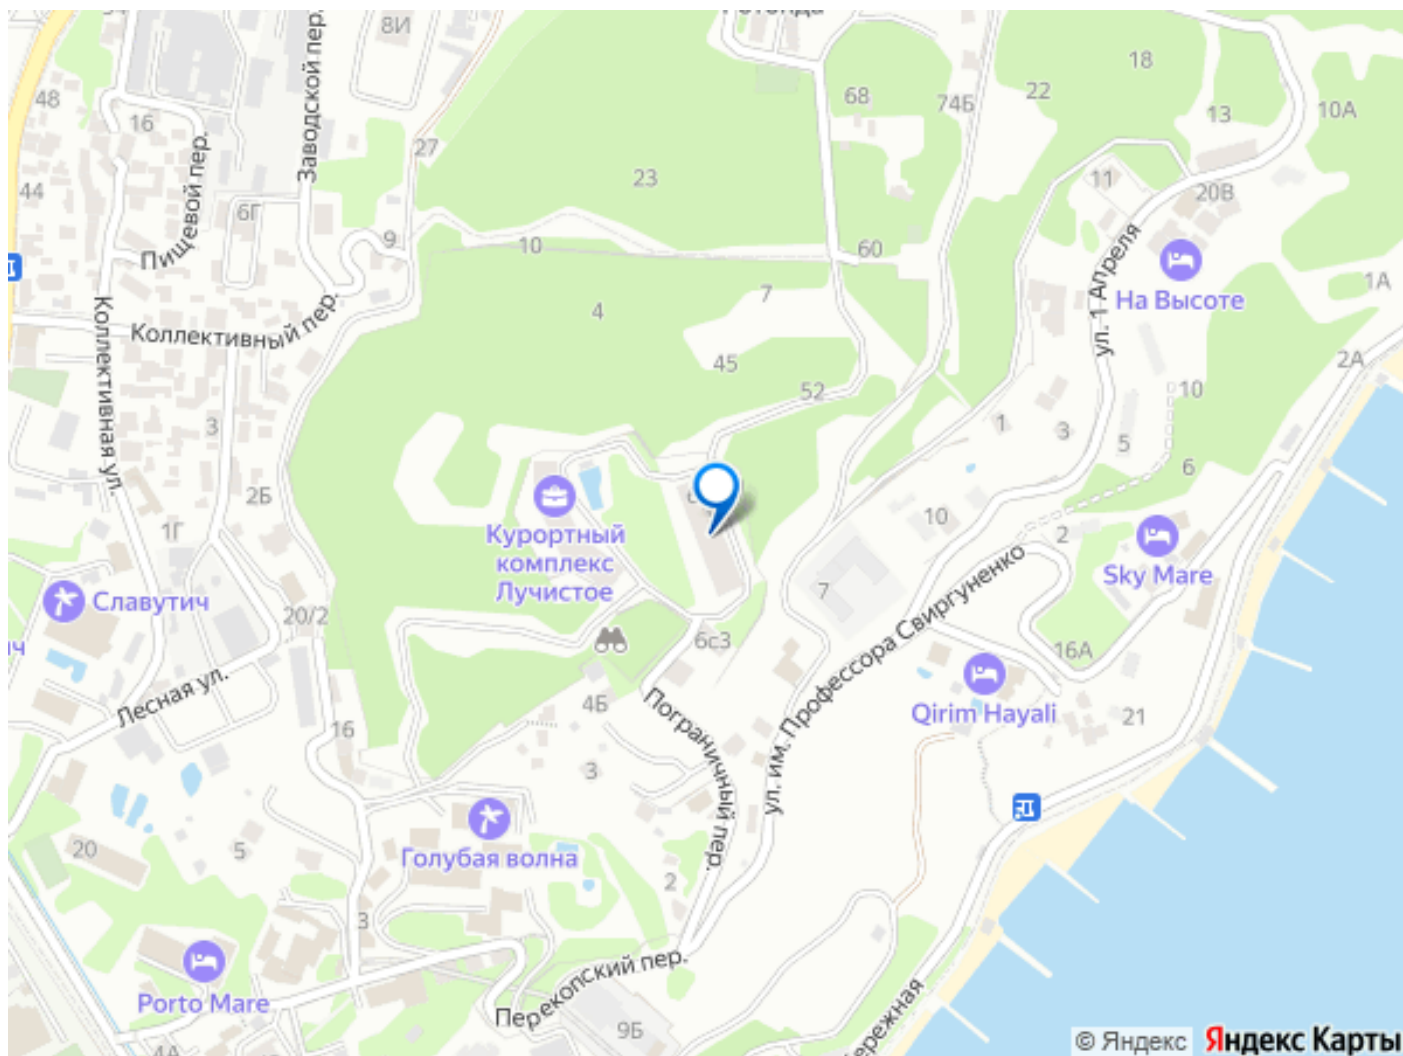 8И
Заводской пер.
48
16
Пищевой пер.
44
6Г
9
27
23
10
68
74Б
22
18
13
10А
11
20В
ул. 1 Апреля
На Высоте
1А
60
7
4
45
52
2А
Коллективный пер.
Коллективная ул.
3
2Б
1Г
10
1
3
5
6
2
10
7
Курортный
комплекс
Лучистое
Sky Mare
Славутич
20/2
Лесная ул.
16
6с3
4Б
Пограничный пер.
3
ул. им. Профессора Свиргуненко
16А
Qirim Hayali
21
20
5
Голубая волна
2
3
Porto Mare
Перекопский пер.
9Б
4А
© Яндекс Яндекс Карты